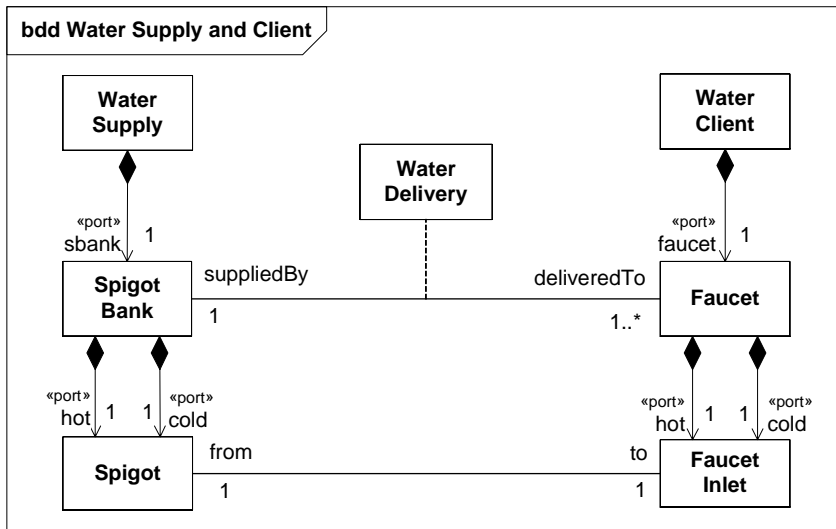 bdd Water Supply and Client
Water
Supply
Water
Client
Water
Delivery
«port»
sbank
1
«port»
faucet
1
Spigot
Bank
suppliedBy
1
deliveredTo
1..*
Faucet
«port»
hot
1
1
«port»
cold
«port»
hot
1
1
«port»
cold
Spigot
from
1
to
1
Faucet
Inlet